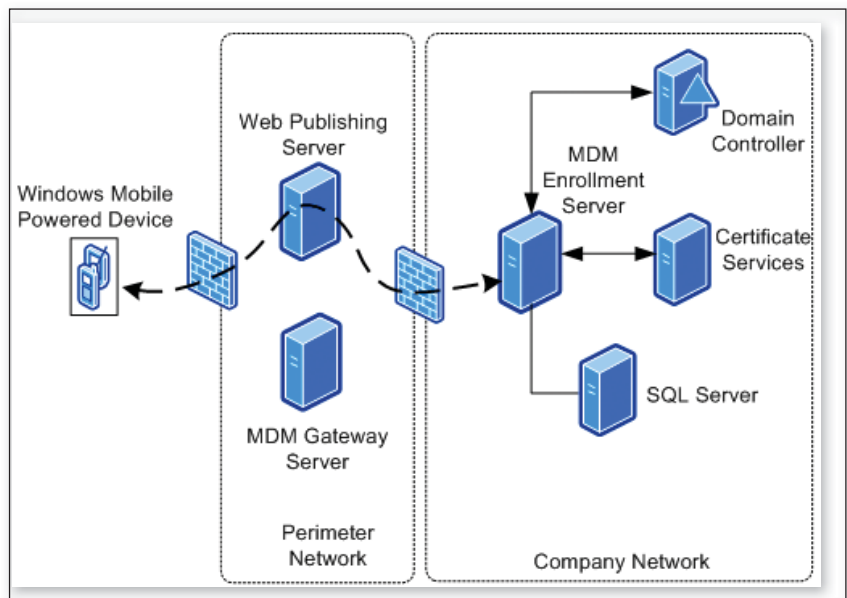 Windows Mobile
Powered Device
Web Publishing
Server
MDM Gateway
Server
Perimeter
Network
MDM
Enrollment
Server
Domain
Controller
Certificate
Services
SQL Server
Company Network